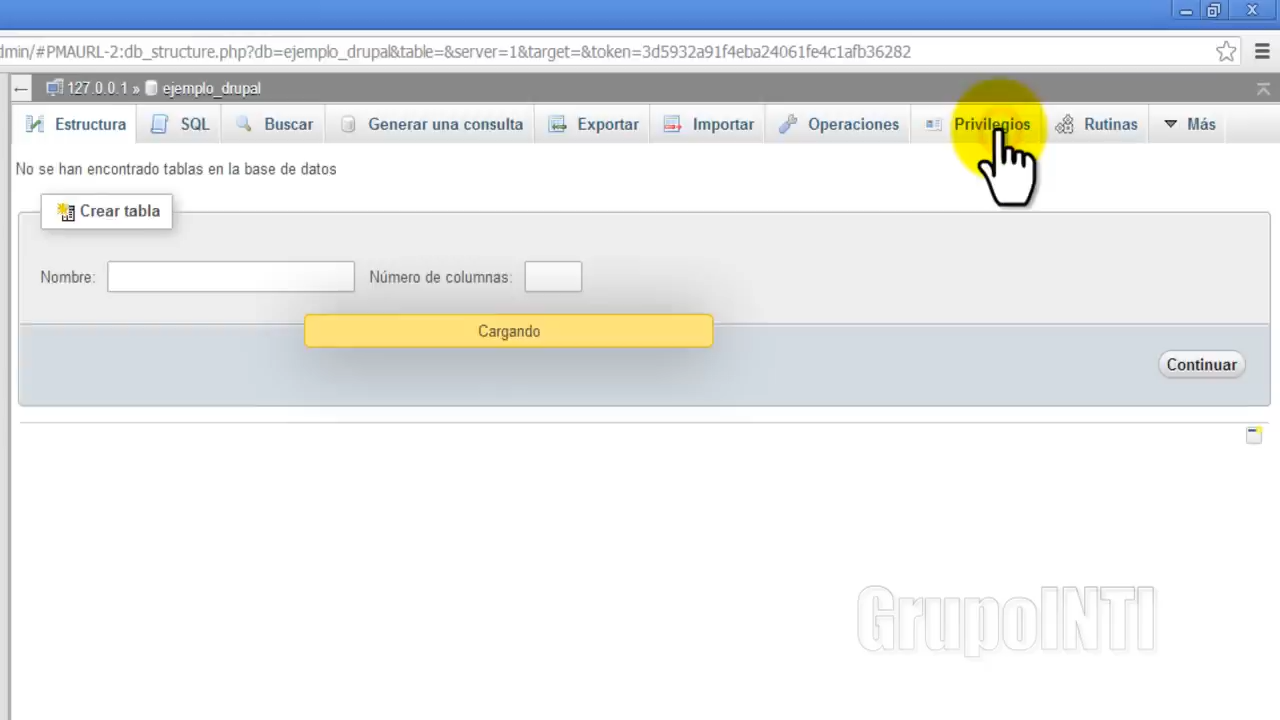 dmin/#PMAURL-2:db_structure.php?db=ejemplo_drupal&table=&server=1&target=&token=3d5932a91f4eba24061fe4c1afb36282
127.0.0.1 » ejemplo_drupal
Estructura SQL Buscar Generar una consulta Exportar Importar Operaciones Privilegios Rutinas Más
No se han encontrado tablas en la base de datos
Crear tabla
Nombre: Número de columnas:
Cargando
Continuar
GrupoINTI